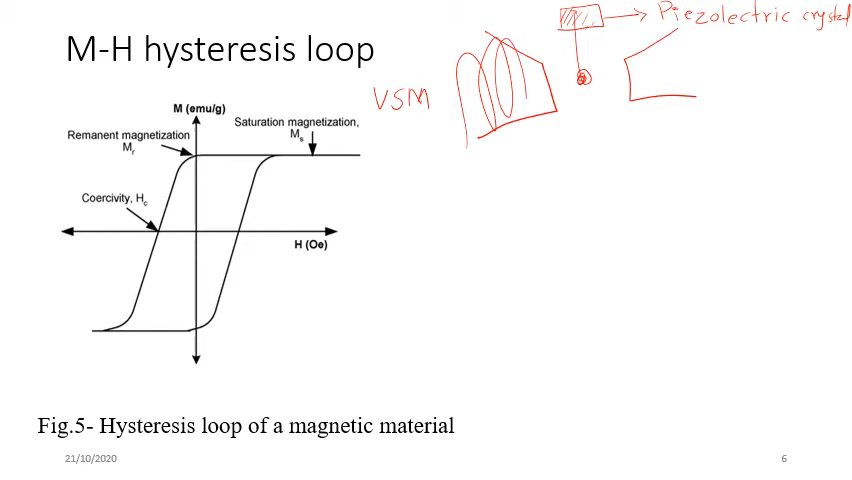 M-H hysteresis loop
Piezolectric crystal
VSM
M (emu/g)
Saturation magnetization,
Ms
Remanent magnetization
Mr
Coercivity, Hc
H (Oe)
Fig.5- Hysteresis loop of a magnetic material
21/10/2020
6